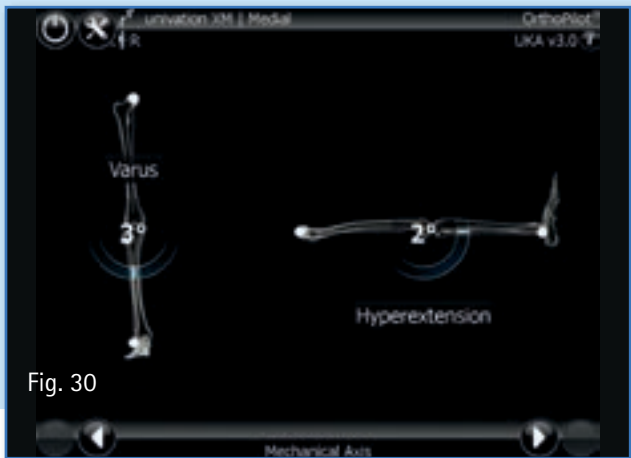 univation XM | Medial
OrthoPilot
R
UKA v3.0
Varus
3°
2°
Hyperextension
Fig. 30
Mechanical Axis